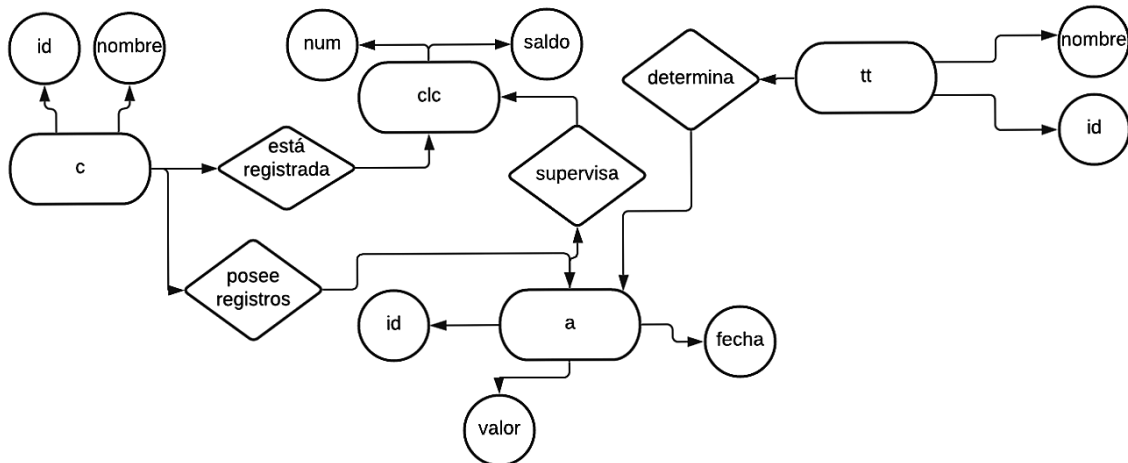 id
nombre
c
num
saldo
clc
está
registrada
posee
registros
supervisa
determina
tt
nombre
id
a
id
valor
fecha